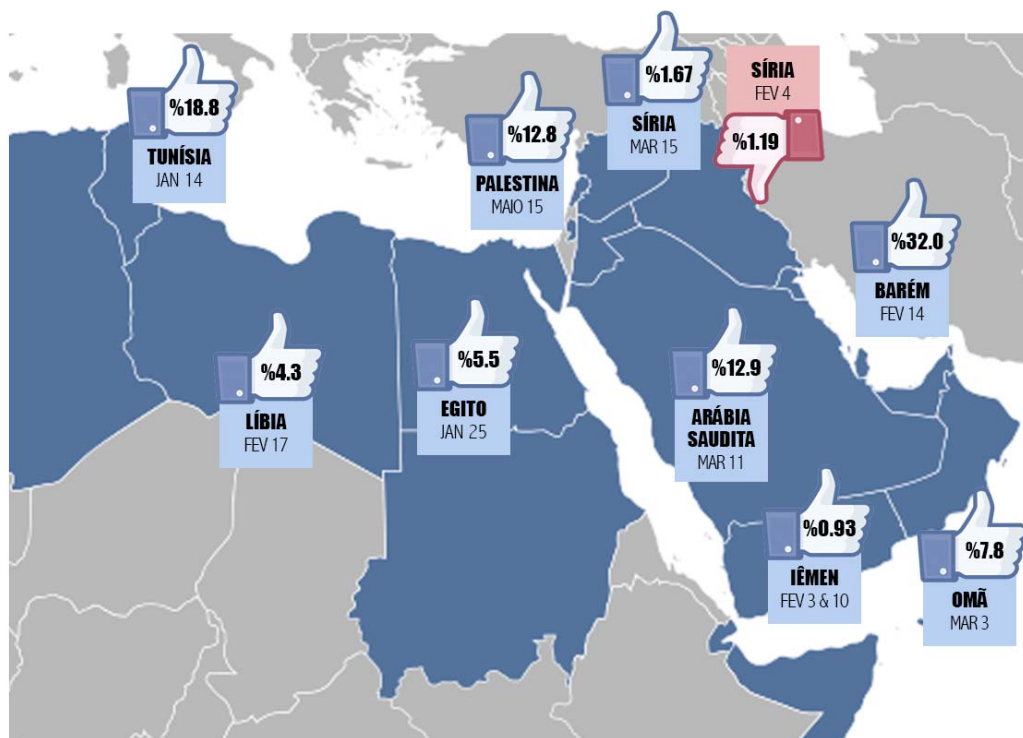 %18.8
TUNÍSIA
JAN 14
%12.8
PALESTINA
MAIO 15
%1.67
SÍRIA
MAR 15
SÍRIA
FEV 4
%1.19
%32.0
BARÉM
FEV 14
%4.3
LÍBIA
FEV 17
%5.5
EGITO
JAN 25
%12.9
ARÁBIA
SAUDITA
MAR 11
%0.93
IÊMEN
FEV 3 & 10
%7.8
OMÃ
MAR 3